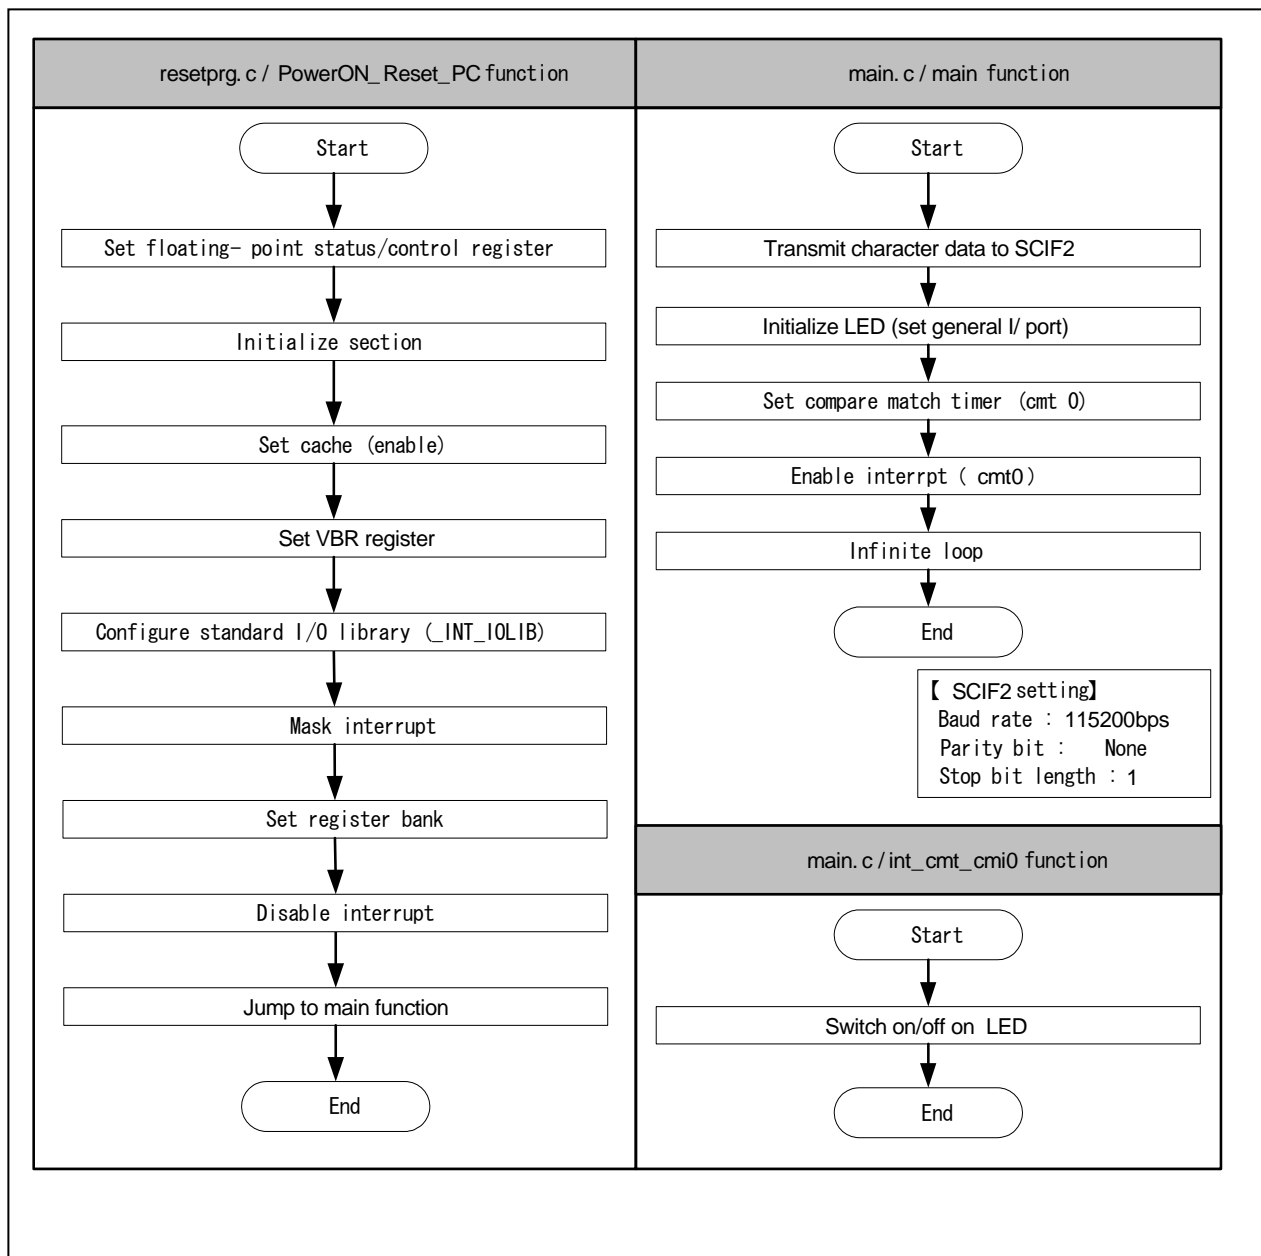 resetprg.c / PowerON_Reset_PC function
Start
Set floating- point status/control register
Initialize section
Set cache (enable)
Set VBR register
Configure standard I/O library (_INT_IOLIB)
Mask interrupt
Set register bank
Disable interrupt
Jump to main function
End
main.c / main function
Start
Transmit character data to SCIF2
Initialize LED (set general I/ port)
Set compare match timer (cmt 0)
Enable interrpt ( cmt0 )
Infinite loop
End
【 SCIF2 setting】
Baud rate : 115200bps
Parity bit : None
Stop bit length : 1
main.c / int_cmt_cmi0 function
Start
Switch on/off on LED
End